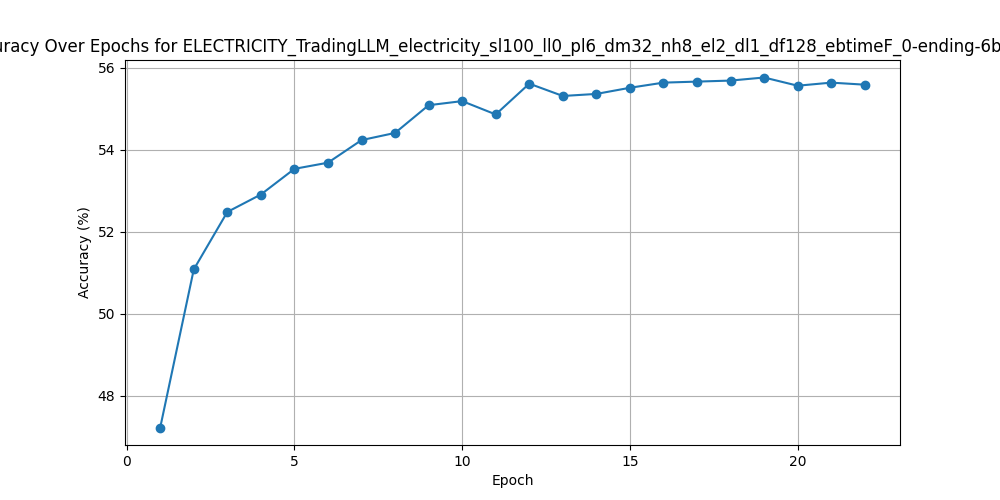 uracy Over Epochs for ELECTRICITY_TradingLLM_electricity_sl100_ll0_pl6_dm32_nh8_el2_dl1_df128_ebtimeF_0-ending-6b
56
54
52
50
48
Accuracy (%)
0 5 10 15 20
Epoch